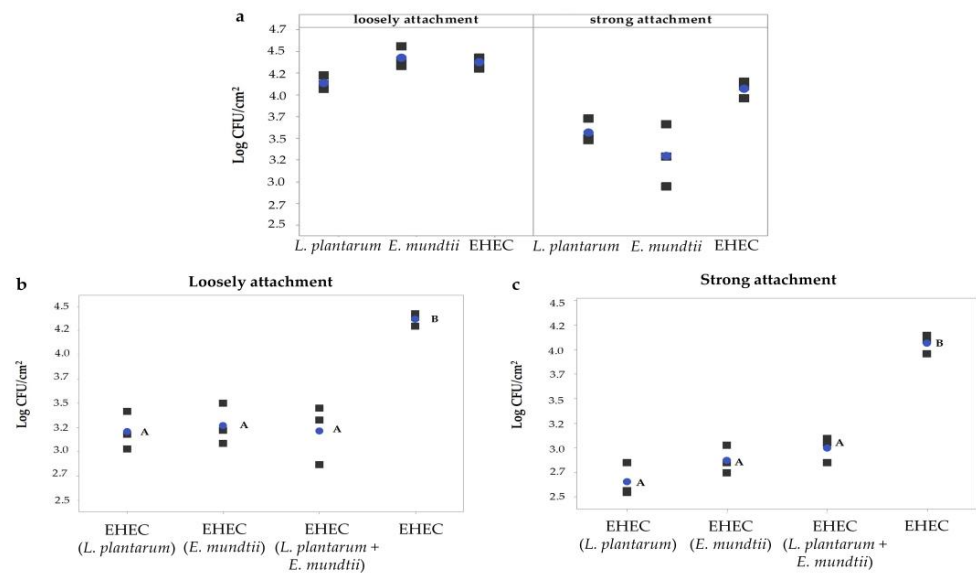 a
loosely attachment strong attachment
4.7
4.5
4.2
4.0
3.7
3.5
3.2
3.0
2.7
2.5
Log CFU/cm²
L. plantarum E. mundtii EHEC L. plantarum E. mundtii EHEC
b
Loosely attachment
4.5
4.2
4.0
3.7
3.5
3.2
3.0
2.7
2.5
Log CFU/cm²
A A A B
EHEC EHEC EHEC EHEC
(L. plantarum) (E. mundtii) (L. plantarum +
E. mundtii)
c
Strong attachment
4.5
4.2
4.0
3.7
3.5
3.2
3.0
2.7
2.5
Log CFU/cm²
A A A B
EHEC EHEC EHEC EHEC
(L. plantarum) (E. mundtii) (L. plantarum +
E. mundtii)